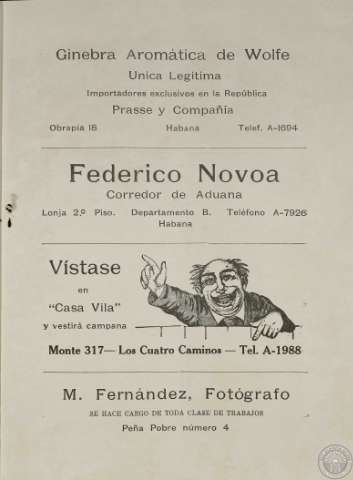 Ginebra Aromática de Wolfe
Unica Legítima
Importadores exclusivos en la República
Prasse y Compañía
Obrapía 18 Habana Telef. A-1694
Federico Novoa
Corredor de Aduana
Lonja 2.º Piso. Departamento B. Teléfono A-7926
Habana
Vístase
en
"Casa Vila"
y vestirá campana
Monte 317— Los Cuatro Caminos — Tel. A-1988
M. Fernández, Fotógrafo
SE HACE CARGO DE TODA CLASE DE TRABAJOS
Peña Pobre número 4